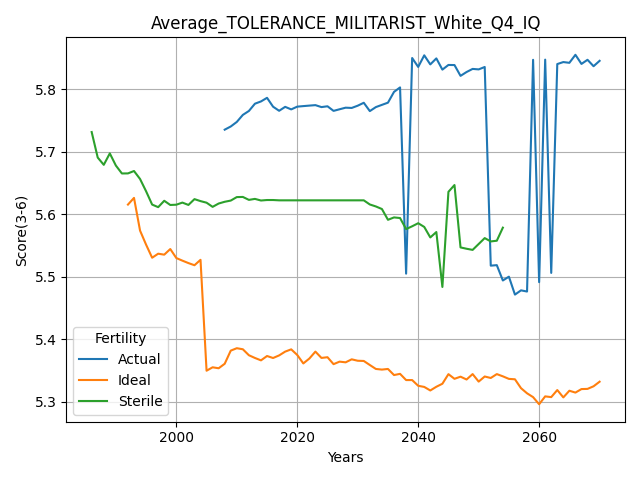 Average_TOLERANCE_MILITARIST_White_Q4_IQ
Score(3-6)
5.8
5.7
5.6
5.5
5.4
5.3
Fertility
Actual
Ideal
Sterile
2000
2020
2040
2060
Years